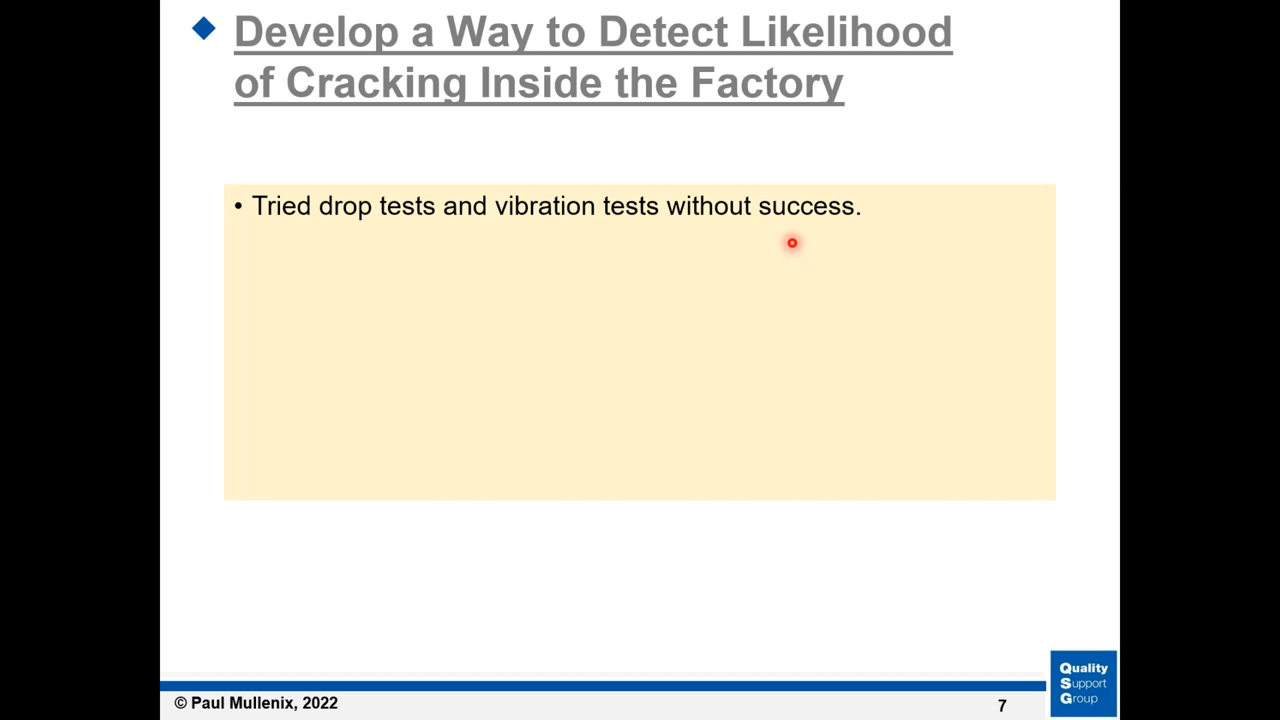 Develop a Way to Detect Likelihood
of Cracking Inside the Factory
• Tried drop tests and vibration tests without success.
© Paul Mullenix, 2022
7
Quality
Support
Group